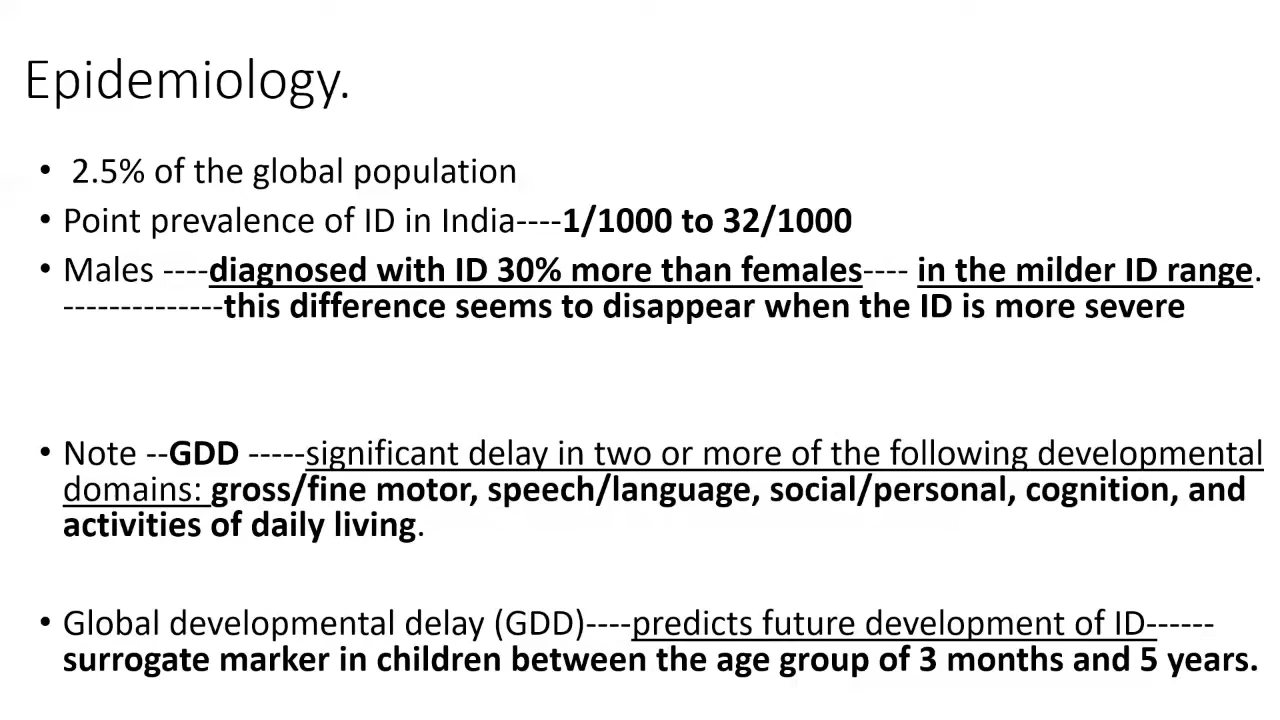 Epidemiology.
• 2.5% of the global population
• Point prevalence of ID in India----1/1000 to 32/1000
• Males ----diagnosed with ID 30% more than females---- in the milder ID range.
--------------this difference seems to disappear when the ID is more severe
• Note --GDD -----significant delay in two or more of the following developmental
domains: gross/fine motor, speech/language, social/personal, cognition, and
activities of daily living.
• Global developmental delay (GDD)----predicts future development of ID------
surrogate marker in children between the age group of 3 months and 5 years.